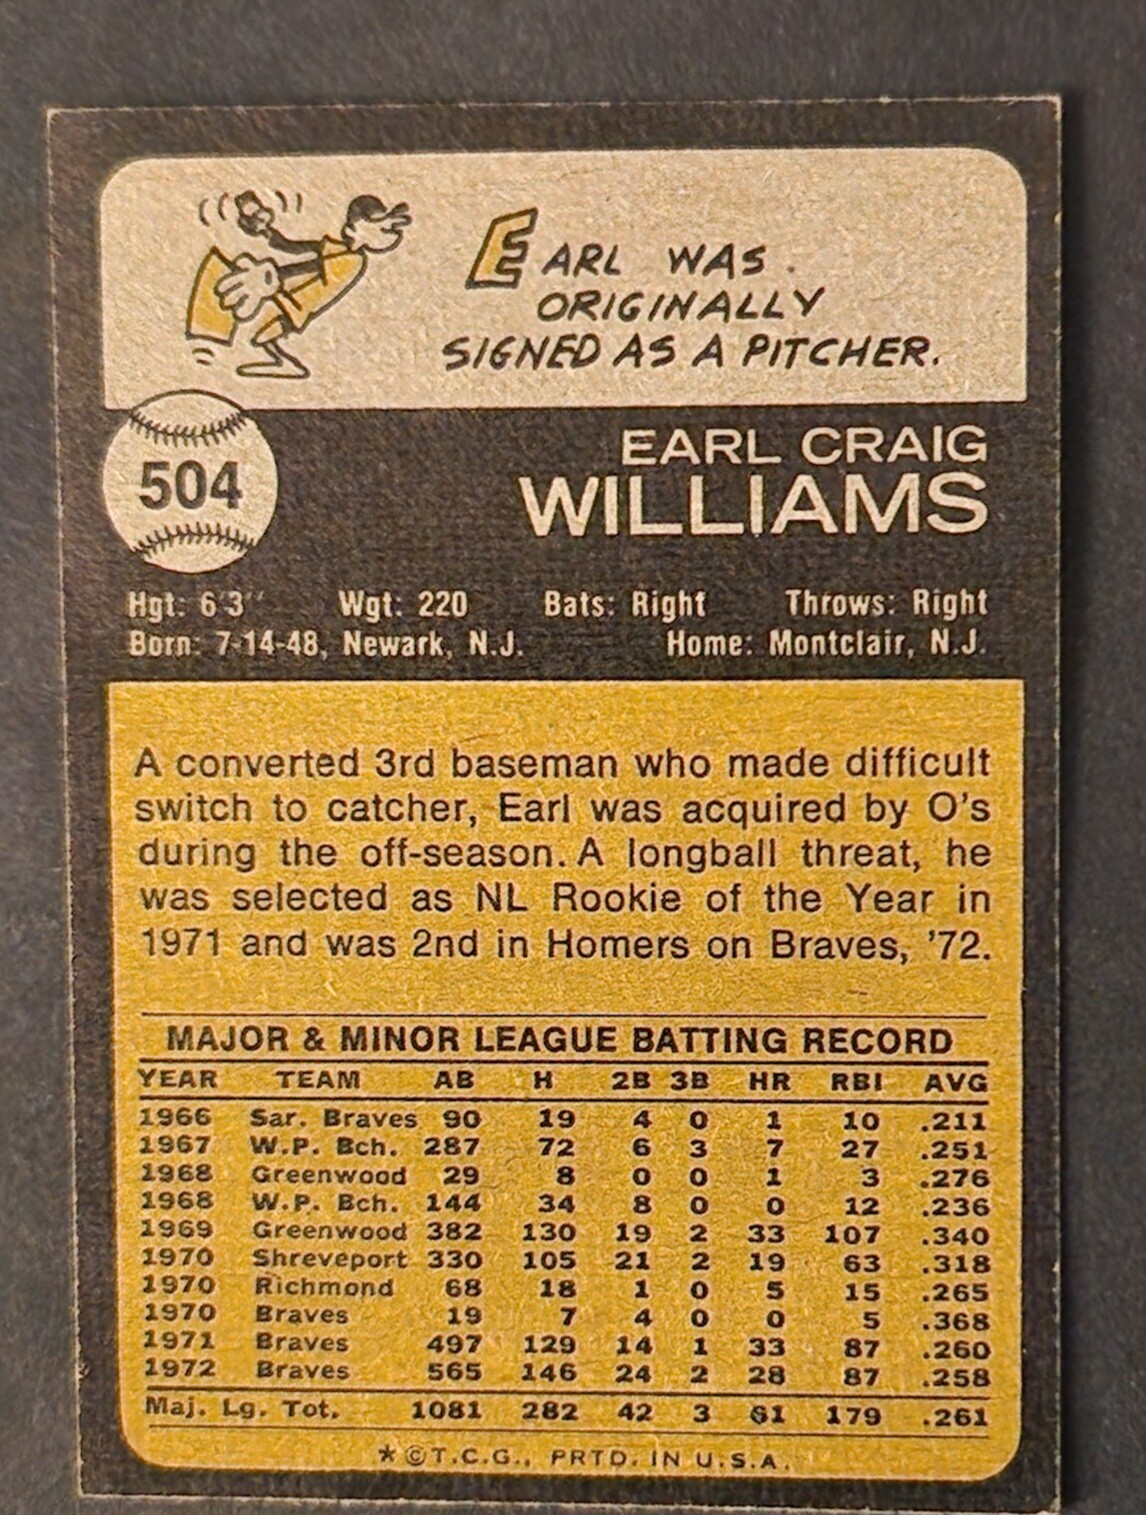 EARL WAS
ORIGINALLY
SIGNED AS A PITCHER.
504
EARL CRAIG
WILLIAMS
Hgt: 6'3" Wgt: 220 Bats: Right Throws: Right
Born: 7-14-48, Newark, N.J. Home: Montclair, N.J.
A converted 3rd baseman who made difficult
switch to catcher, Earl was acquired by O's
during the off-season. A longball threat, he
was selected as NL Rookie of the Year in
1971 and was 2nd in Homers on Braves, '72.
MAJOR & MINOR LEAGUE BATTING RECORD
YEAR TEAM AB H 2B 3B HR RBI AVG
1966 Sar. Braves 90 19 4 0 1 10 .211
1967 W.P. Bch. 287 72 6 3 7 27 .251
1968 Greenwood 29 8 0 0 1 3 .276
1968 W.P. Bch. 144 34 8 0 0 12 .236
1969 Greenwood 382 130 19 2 33 107 .340
1970 Shreveport 330 105 21 2 19 63 .318
1970 Richmond 68 18 1 0 5 15 .265
1970 Braves 19 7 4 0 0 5 .368
1971 Braves 497 129 14 1 33 87 .260
1972 Braves 565 146 24 2 28 87 .258
Maj. Lg. Tot. 1081 282 42 3 61 179 .261
*©T.C.G., PRTD. IN U.S.A.